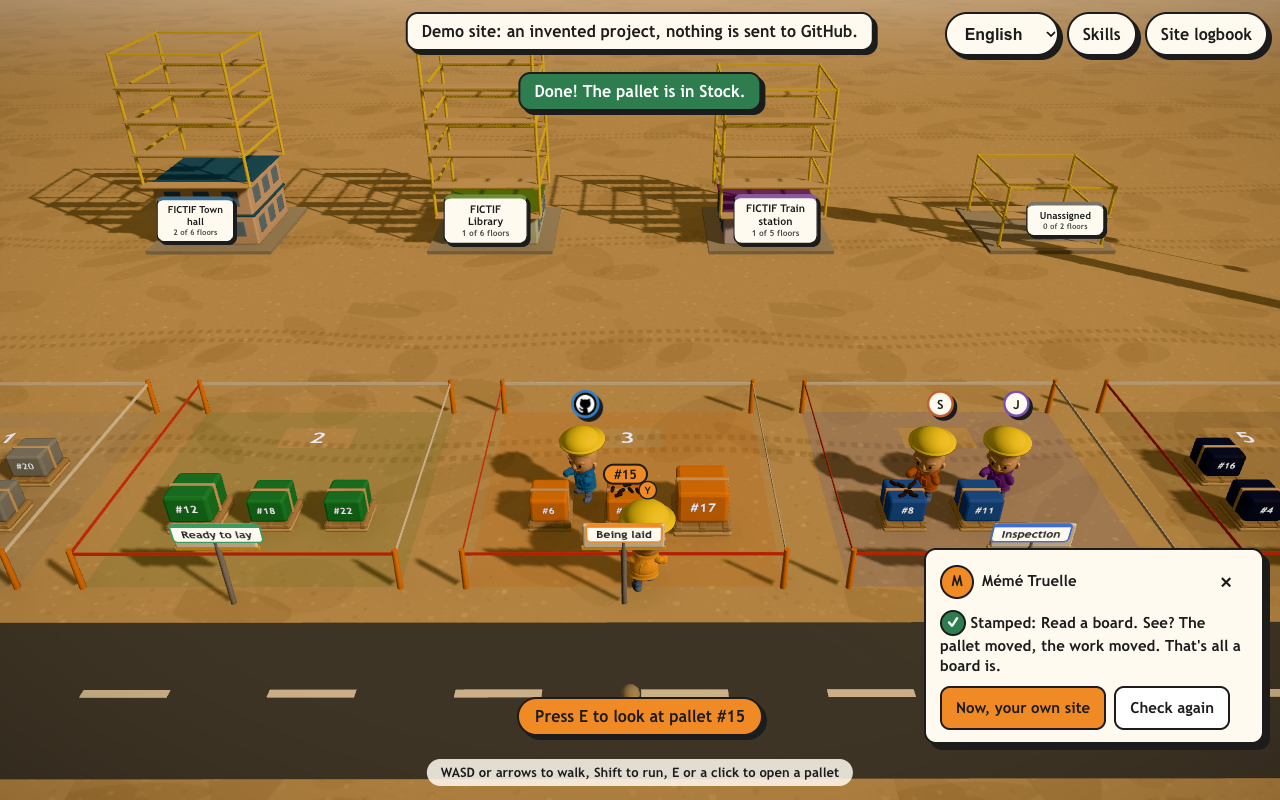 Demo site: an invented project, nothing is sent to GitHub.
English
Skills
Site logbook
Done! The pallet is in Stock.
FICTIF Town
hall
2 of 6 floors
FICTIF
Library
1 of 6 floors
FICTIF Train
station
1 of 5 floors
Unassigned
0 of 2 floors
1
2
3
5
S
J
#20
#12
#18
#22
#6
#15
Y
#17
#8
#11
#16
#4
Ready to lay
Being laid
Inspection
M
Mémé Truelle
×
Stamped: Read a board. See? The
pallet moved, the work moved. That's all a
board is.
Now, your own site
Check again
Press E to look at pallet #15
WASD or arrows to walk, Shift to run, E or a click to open a pallet